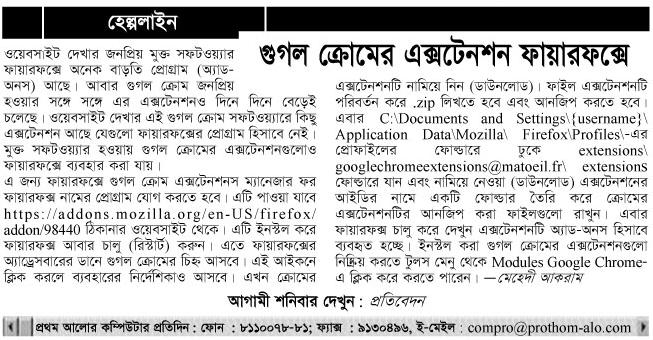 হেল্পলাইন
গুগল ক্রোমের এক্সটেনশন ফায়ারফক্সে
ওয়েবসাইট দেখার জনপ্রিয় মুক্ত সফটওয়্যার
ফায়ারফক্সে অনেক বাড়তি প্রোগ্রাম (অ্যাড-
অনস) আছে। আবার গুগল ক্রোম জনপ্রিয়
হওয়ার সঙ্গে সঙ্গে এর এক্সটেনশনও দিনে দিনে বেড়েই
চলেছে। ওয়েবসাইট দেখার এই গুগল ক্রোম সফটওয়্যারে কিছু
এক্সটেনশন আছে যেগুলো ফায়ারফক্সের প্রোগ্রাম হিসাবে নেই।
মুক্ত সফটওয়্যার হওয়ায় গুগল ক্রোমের এক্সটেনশনগুলোও
ফায়ারফক্সে ব্যবহার করা যায়।
এ জন্য ফায়ারফক্সে গুগল ক্রোম এক্সটেনশনস ম্যানেজার ফর
ফায়ারফক্স নামের প্রোগ্রাম যোগ করতে হবে। এটি পাওয়া যাবে
https://addons.mozilla.org/en-US/firefox/
addon/98440 ঠিকানার ওয়েবসাইট থেকে। এটি ইনস্টল করে
ফায়ারফক্স আবার চালু (রিস্টার্ট) করুন। এতে ফায়ারফক্সের
অ্যাড্রেসবারের ডানে গুগল ক্রোমের চিহ্ন আসবে। এই আইকনে
ক্লিক করলে ব্যবহারের নির্দেশিকাও আসবে। এখন ক্রোমের
এক্সটেনশনটি নামিয়ে নিন (ডাউনলোড)। ফাইল এক্সটেনশনটি
পরিবর্তন করে .zip লিখতে হবে এবং আনজিপ করতে হবে।
এবার C:\Documents and Settings\{username}\
Application Data\Mozilla\ Firefox\Profiles\-এর
প্রোফাইলের ফোল্ডারে ঢুকে extensions\
googlechromeextensions@matoeil.fr\ extensions
ফোল্ডারে যান এবং নামিয়ে নেওয়া (ডাউনলোড) এক্সটেনশনের
আইডির নামে একটি ফোল্ডার তৈরি করে ক্রোমের
এক্সটেনশনটির আনজিপ করা ফাইলগুলো রাখুন। এবার
ফায়ারফক্স চালু করে দেখুন এক্সটেনশনটি অ্যাড-অনস হিসাবে
ব্যবহৃত হচ্ছে। ইনস্টল করা গুগল ক্রোমের এক্সটেনশনগুলো
নিষ্ক্রিয় করতে টুলস মেনু থেকে Modules Google Chrome-
এ ক্লিক করে করতে পারেন। —মেহেদী আকরাম
আগামী শনিবার দেখুন : প্রতিবেদন
প্রথম আলোর কম্পিউটার প্রতিদিন : ফোন : ৮১১০০৭৮-৮১; ফ্যাক্স : ৯১৩০৪৯৬, ই-মেইল : compro@prothom-alo.com